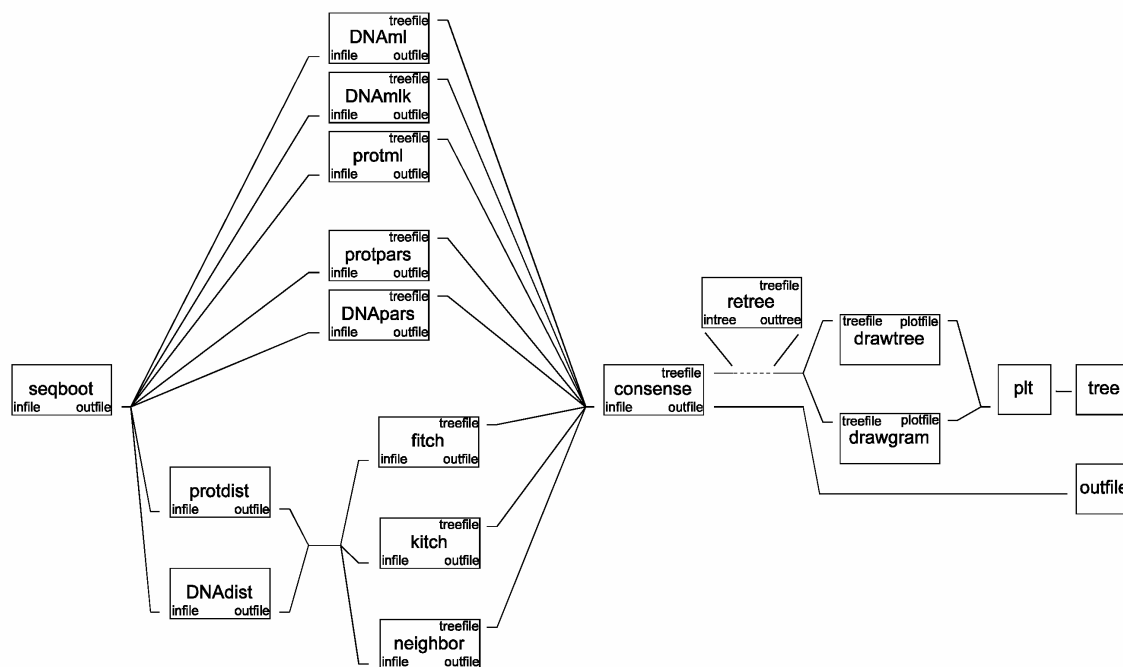 treefile
DNAml
infile outfile
treefile
DNAmlk
infile outfile
treefile
protml
infile outfile
treefile
protpars
infile outfile
treefile
DNApars
infile outfile
seqboot
infile outfile
protdist
infile outfile
DNAdist
infile outfile
treefile
fitch
infile outfile
treefile
kitch
infile outfile
treefile
neighbor
infile outfile
treefile
consense
infile outfile
treefile
retree
intree outtree
treefile plotfile
drawtree
treefile plotfile
drawgram
plt
tree
outfile